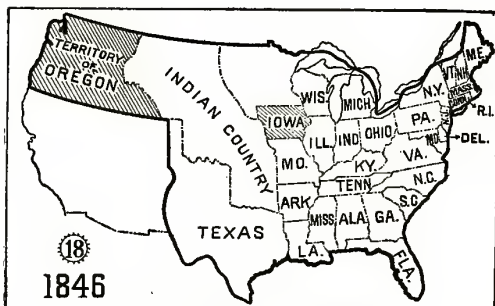 TERRITORY
OF
OREGON
INDIAN COUNTRY
TEXAS
IOWA
WIS.
MICH.
ILL.
IND
OHIO
MO.
KY.
TENN
ARK
MISS.
ALA.
GA.
LA.
FLA.
S.C
N.C.
VA.
MD.
DEL.
PA.
N.Y.
VT.
N.H.
ME.
MASS.
CONN.
R.I.
18
1846